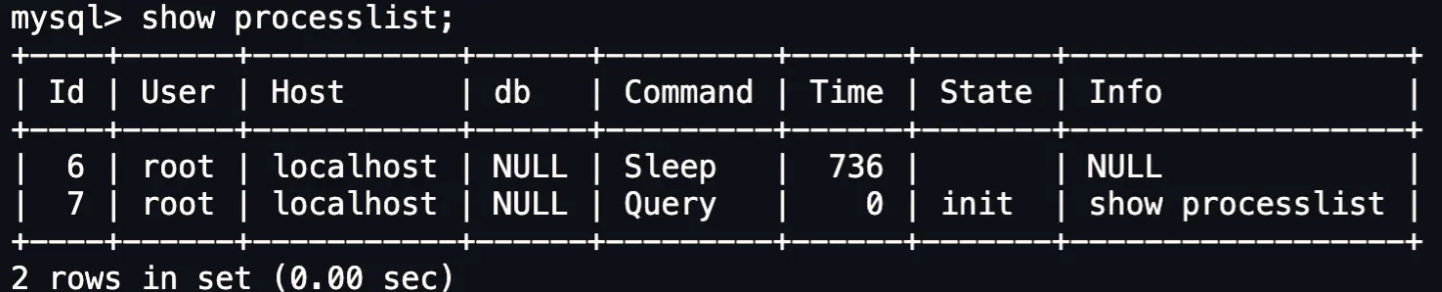 mysql> show processlist;
+----+------+-----------+------+---------+------+-------+------------------+
| Id | User | Host      | db   | Command | Time | State | Info             |
+----+------+-----------+------+---------+------+-------+------------------+
|  6 | root | localhost | NULL | Sleep   |  736 |       | NULL             |
|  7 | root | localhost | NULL | Query   |    0 | init  | show processlist |
+----+------+-----------+------+---------+------+-------+------------------+
2 rows in set (0.00 sec)